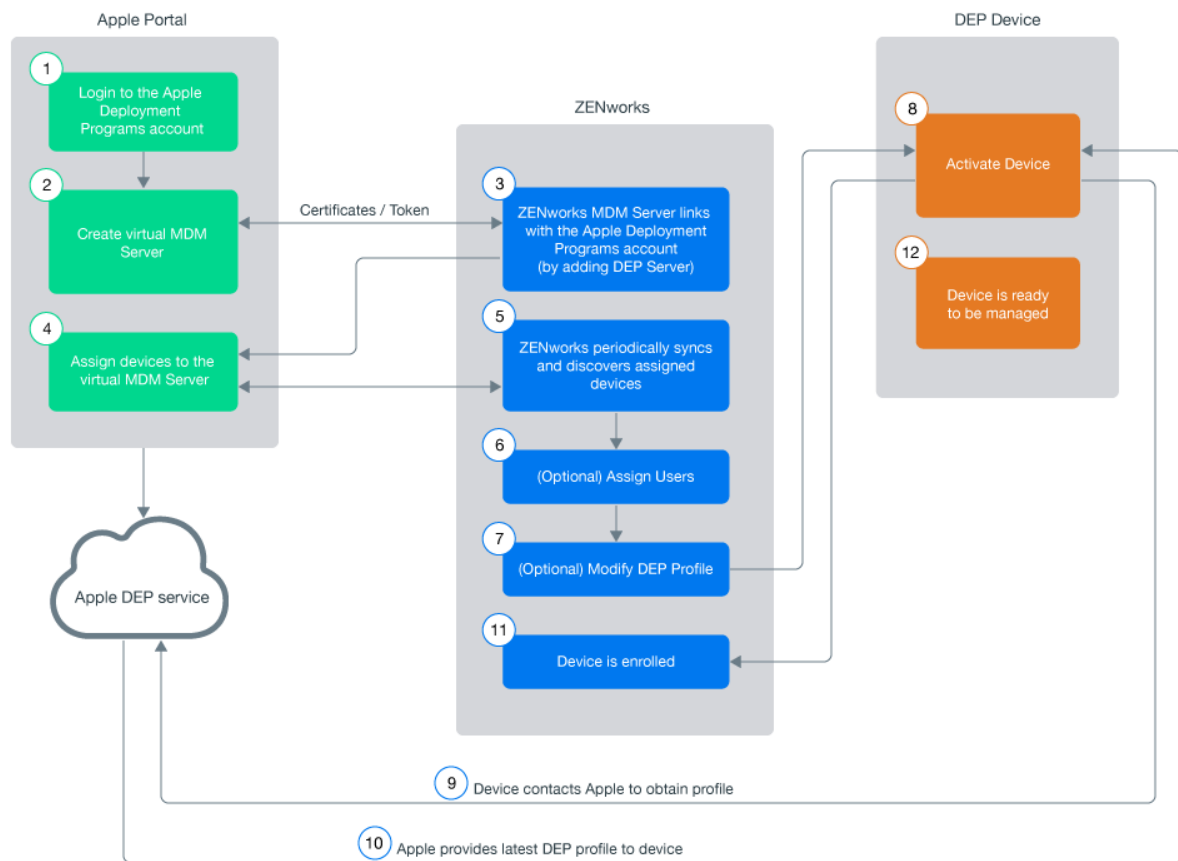 Apple Portal
1
Login to the Apple
Deployment
Programs account
2
Create virtual MDM
Server
4
Assign devices to the
virtual MDM Server
Apple DEP service
Certificates / Token
ZENworks
3
ZENworks MDM Server links
with the Apple Deployment
Programs account
(by adding DEP Server)
5
ZENworks periodically syncs
and discovers assigned
devices
6
(Optional) Assign Users
7
(Optional) Modify DEP Profile
11
Device is enrolled
DEP Device
8
Activate Device
12
Device is ready
to be managed
9 Device contacts Apple to obtain profile
10 Apple provides latest DEP profile to device